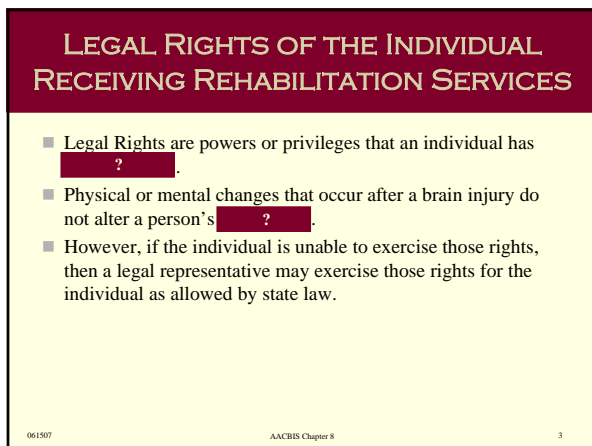 LEGAL RIGHTS OF THE INDIVIDUAL
RECEIVING REHABILITATION SERVICES
Legal Rights are powers or privileges that an individual has
?.
Physical or mental changes that occur after a brain injury do
not alter a person's ?.
However, if the individual is unable to exercise those rights,
then a legal representative may exercise those rights for the
individual as allowed by state law.
061507 AACBIS Chapter 8 3